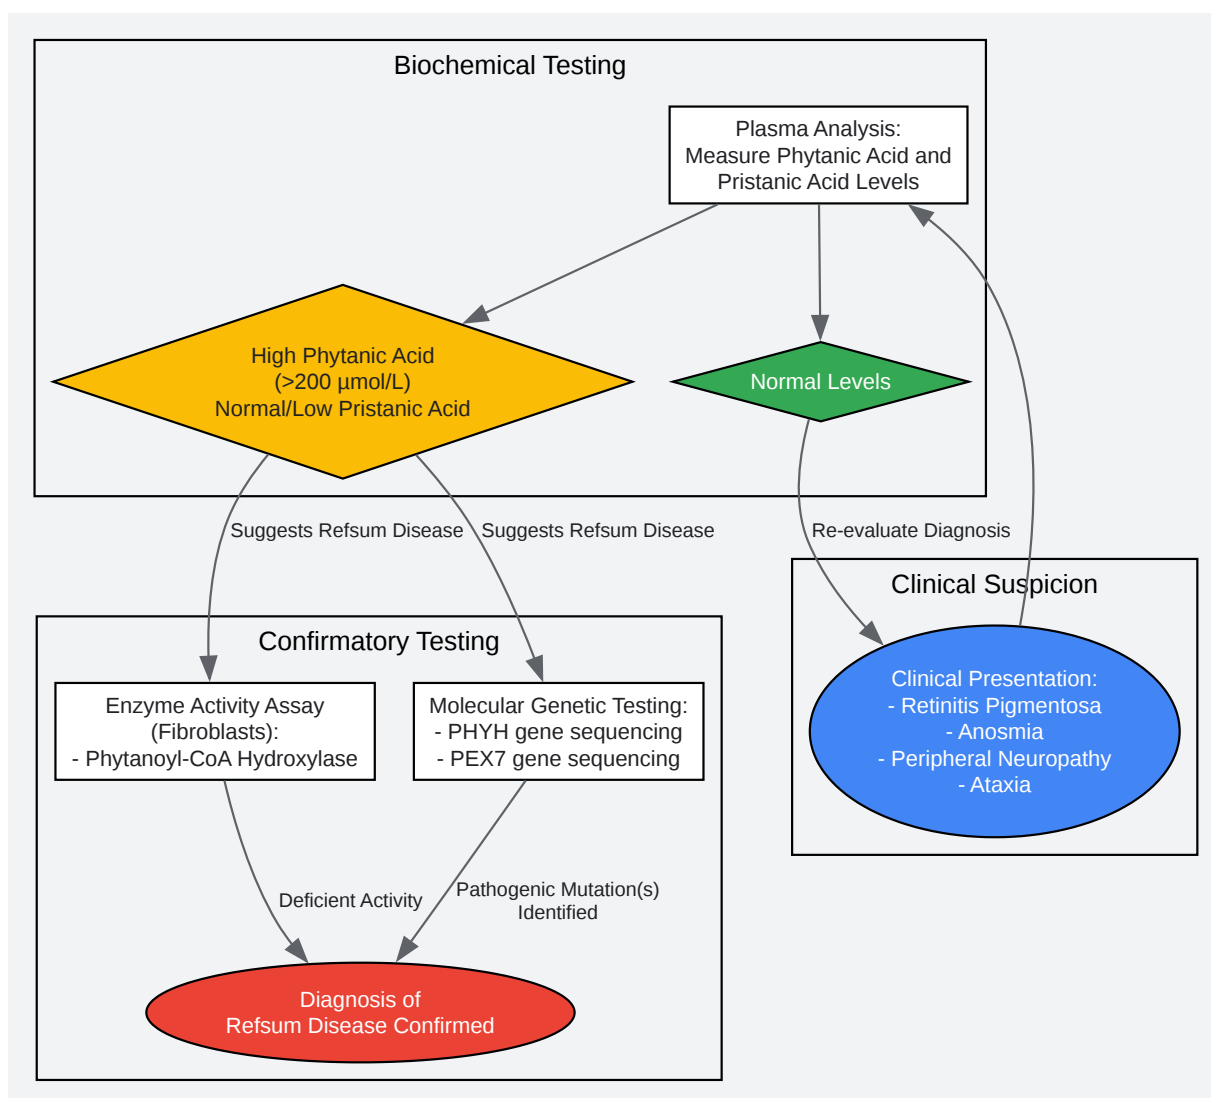 Biochemical Testing
Plasma Analysis:
Measure Phytanic Acid and
Pristanic Acid Levels
High Phytanic Acid
(>200 µmol/L)
Normal/Low Pristanic Acid
Normal Levels
Suggests Refsum Disease
Suggests Refsum Disease
Re-evaluate Diagnosis
Clinical Suspicion
Clinical Presentation:
- Retinitis Pigmentosa
- Anosmia
- Peripheral Neuropathy
- Ataxia
Confirmatory Testing
Enzyme Activity Assay
(Fibroblasts):
- Phytanoyl-CoA Hydroxylase
Molecular Genetic Testing:
- PHYH gene sequencing
- PEX7 gene sequencing
Deficient Activity
Pathogenic Mutation(s)
Identified
Diagnosis of
Refsum Disease Confirmed